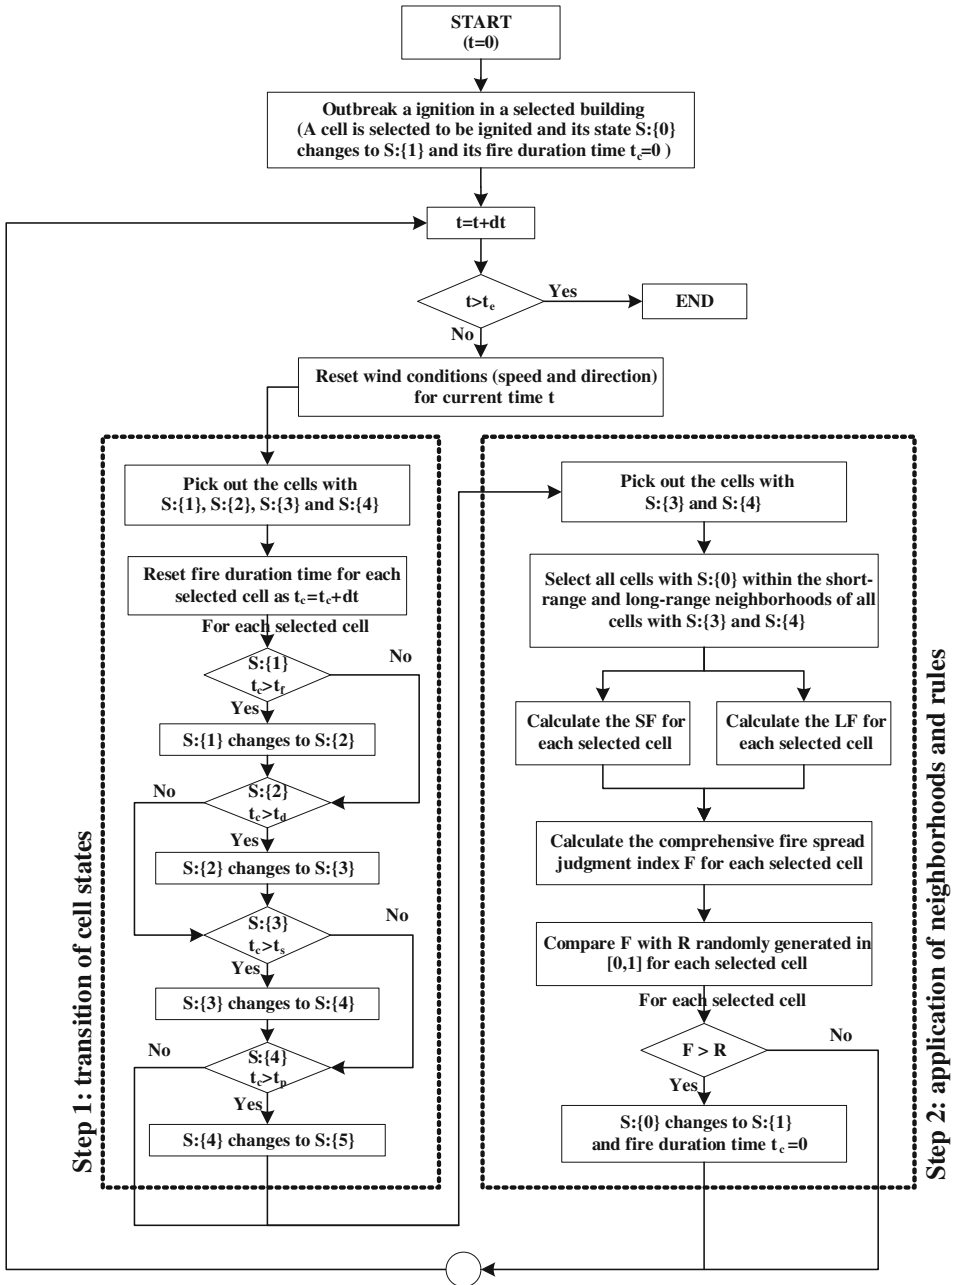 START
(t=0)
Outbreak a ignition in a selected building
(A cell is selected to be ignited and its state S:{0}
changes to S:{1} and its fire duration time tc=0 )
t=t+dt
t>te
Yes
END
No
Reset wind conditions (speed and direction)
for current time t
Step 1: transition of cell states
Pick out the cells with
S:{1}, S:{2}, S:{3} and S:{4}
Reset fire duration time for each
selected cell as tc=tc+dt
For each selected cell
S:{1}
tc>tf
No
Yes
S:{1} changes to S:{2}
S:{2}
tc>td
No
Yes
S:{2} changes to S:{3}
S:{3}
tc>ts
No
Yes
S:{3} changes to S:{4}
S:{4}
tc>tp
No
Yes
S:{4} changes to S:{5}
Step 2: application of neighborhoods and rules
Pick out the cells with
S:{3} and S:{4}
Select all cells with S:{0} within the short-
range and long-range neighborhoods of all
cells with S:{3} and S:{4}
Calculate the SF for
each selected cell
Calculate the LF for
each selected cell
Calculate the comprehensive fire spread
judgment index F for each selected cell
Compare F with R randomly generated in
[0,1] for each selected cell
For each selected cell
F > R
No
Yes
S:{0} changes to S:{1}
and fire duration time tc=0